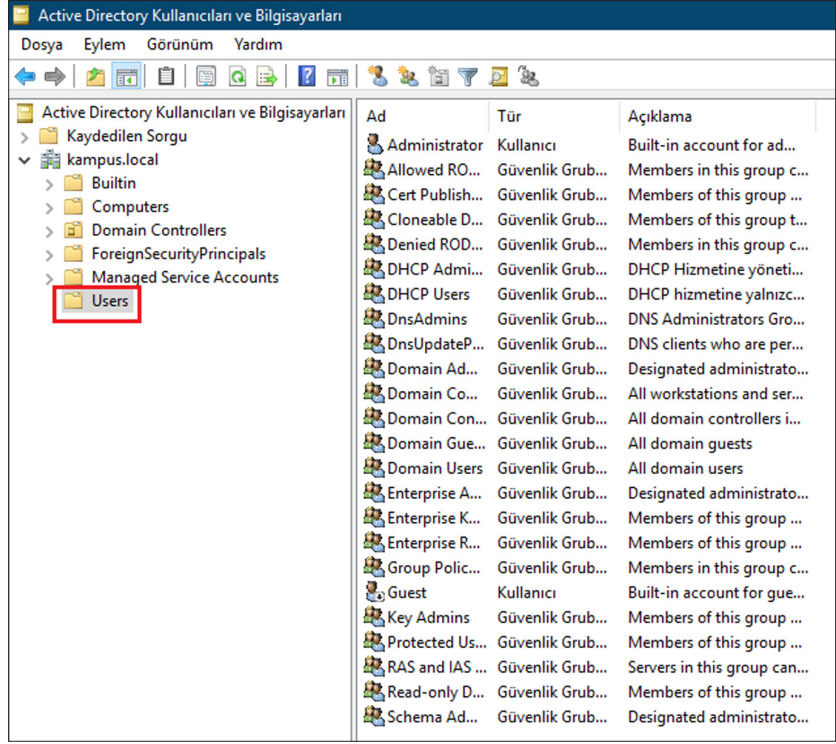 Active Directory Kullanıcıları ve Bilgisayarları
Dosya Eylem Görünüm Yardım
Active Directory Kullanıcıları ve Bilgisayarları
Kaydedilen Sorgu
kampus.local
Builtin
Computers
Domain Controllers
ForeignSecurityPrincipals
Managed Service Accounts
Users
Ad Tür Açıklama
Administrator Kullanıcı Built-in account for ad...
Allowed RO... Güvenlik Grub... Members in this group c...
Cert Publish... Güvenlik Grub... Members of this group ...
Cloneable D... Güvenlik Grub... Members of this group t...
Denied ROD... Güvenlik Grub... Members in this group c...
DHCP Admi... Güvenlik Grub... DHCP Hizmetine yöneti...
DHCP Users Güvenlik Grub... DHCP hizmetine yalnızc...
DnsAdmins Güvenlik Grub... DNS Administrators Gro...
DnsUpdateP... Güvenlik Grub... DNS clients who are per...
Domain Ad... Güvenlik Grub... Designated administrato...
Domain Co... Güvenlik Grub... All workstations and ser...
Domain Con... Güvenlik Grub... All domain controllers i...
Domain Gue... Güvenlik Grub... All domain guests
Domain Users Güvenlik Grub... All domain users
Enterprise A... Güvenlik Grub... Designated administrato...
Enterprise K... Güvenlik Grub... Members of this group ...
Enterprise R... Güvenlik Grub... Members of this group ...
Group Polic... Güvenlik Grub... Members in this group c...
Guest Kullanıcı Built-in account for gue...
Key Admins Güvenlik Grub... Members of this group ...
Protected Us... Güvenlik Grub... Members of this group ...
RAS and IAS ... Güvenlik Grub... Servers in this group can...
Read-only D... Güvenlik Grub... Members of this group ...
Schema Ad... Güvenlik Grub... Designated administrato...